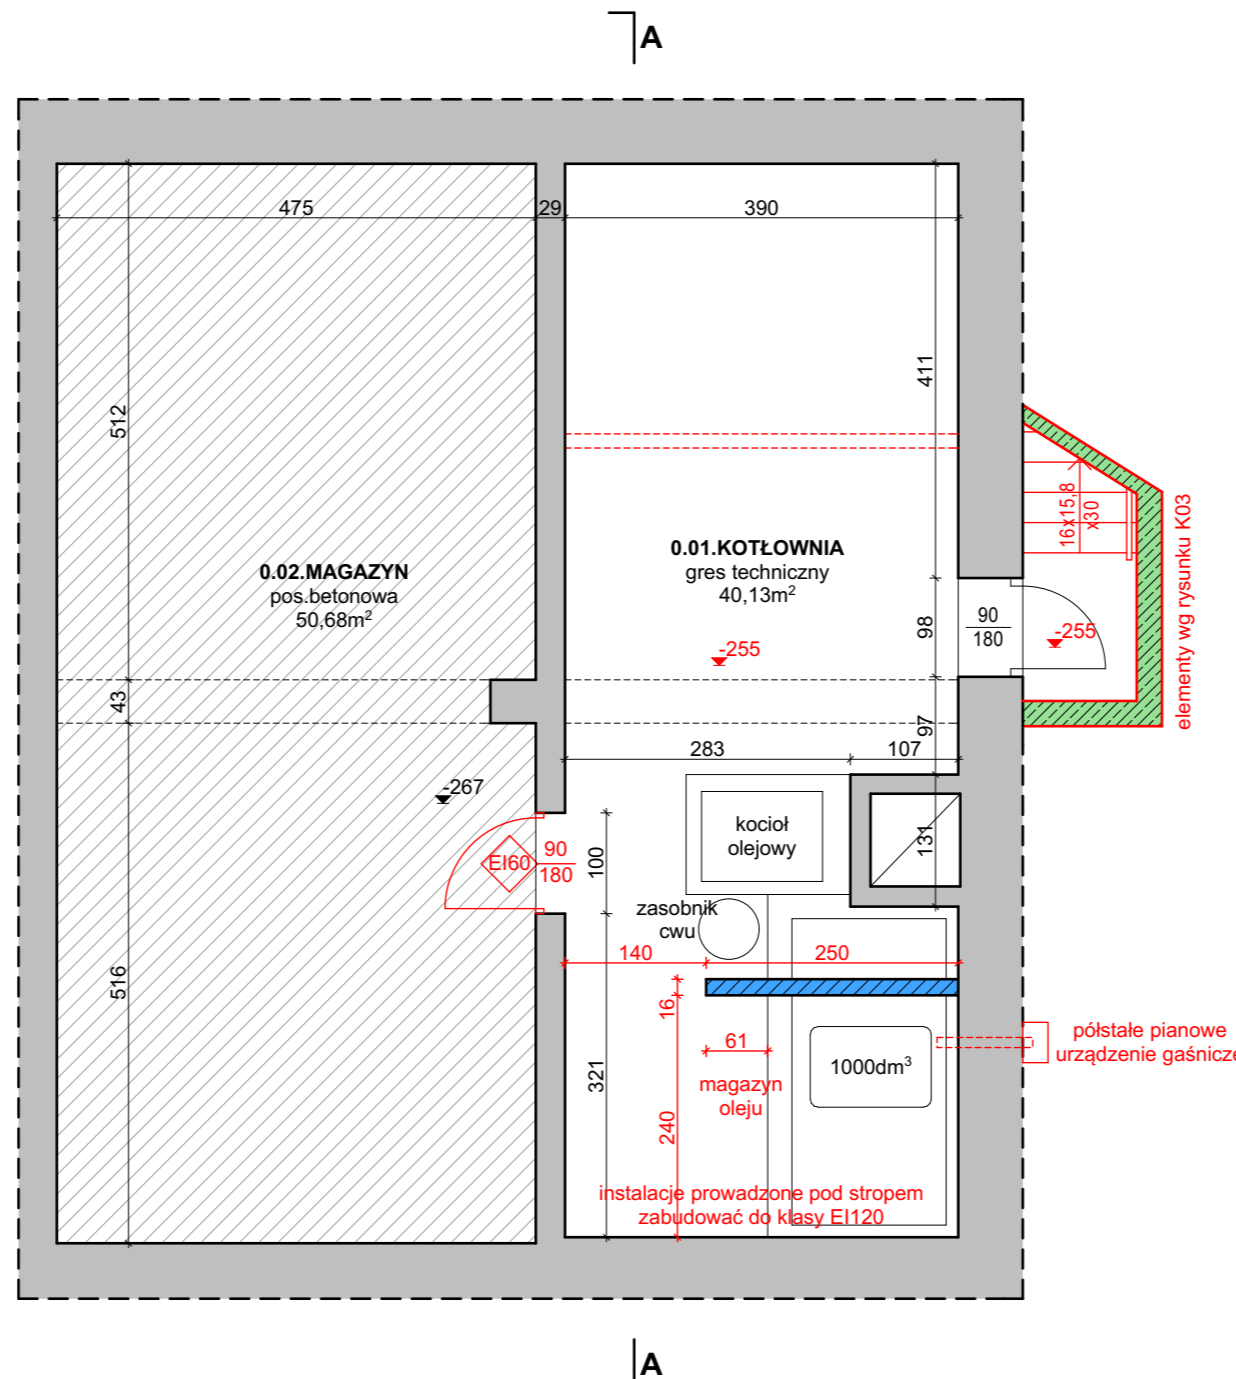 A
475
29
390
512
411
0.02.MAGAZYN
pos.betonowa
50,68m²
0.01.KOTŁOWNIA
gres techniczny
40,13m²
-255
16x15,8
x30
elementy wg rysunku K03
98
90
180
-255
43
97
283
107
-267
kocioł
olejowy
131
EI60
90
180
100
zasobnik
cwu
140
250
516
16
61
321
1000dm³
magazyn
oleju
240
półstałe pianowe
urządzenie gaśnicze
instalacje prowadzone pod stropem
zabudować do klasy EI120
A